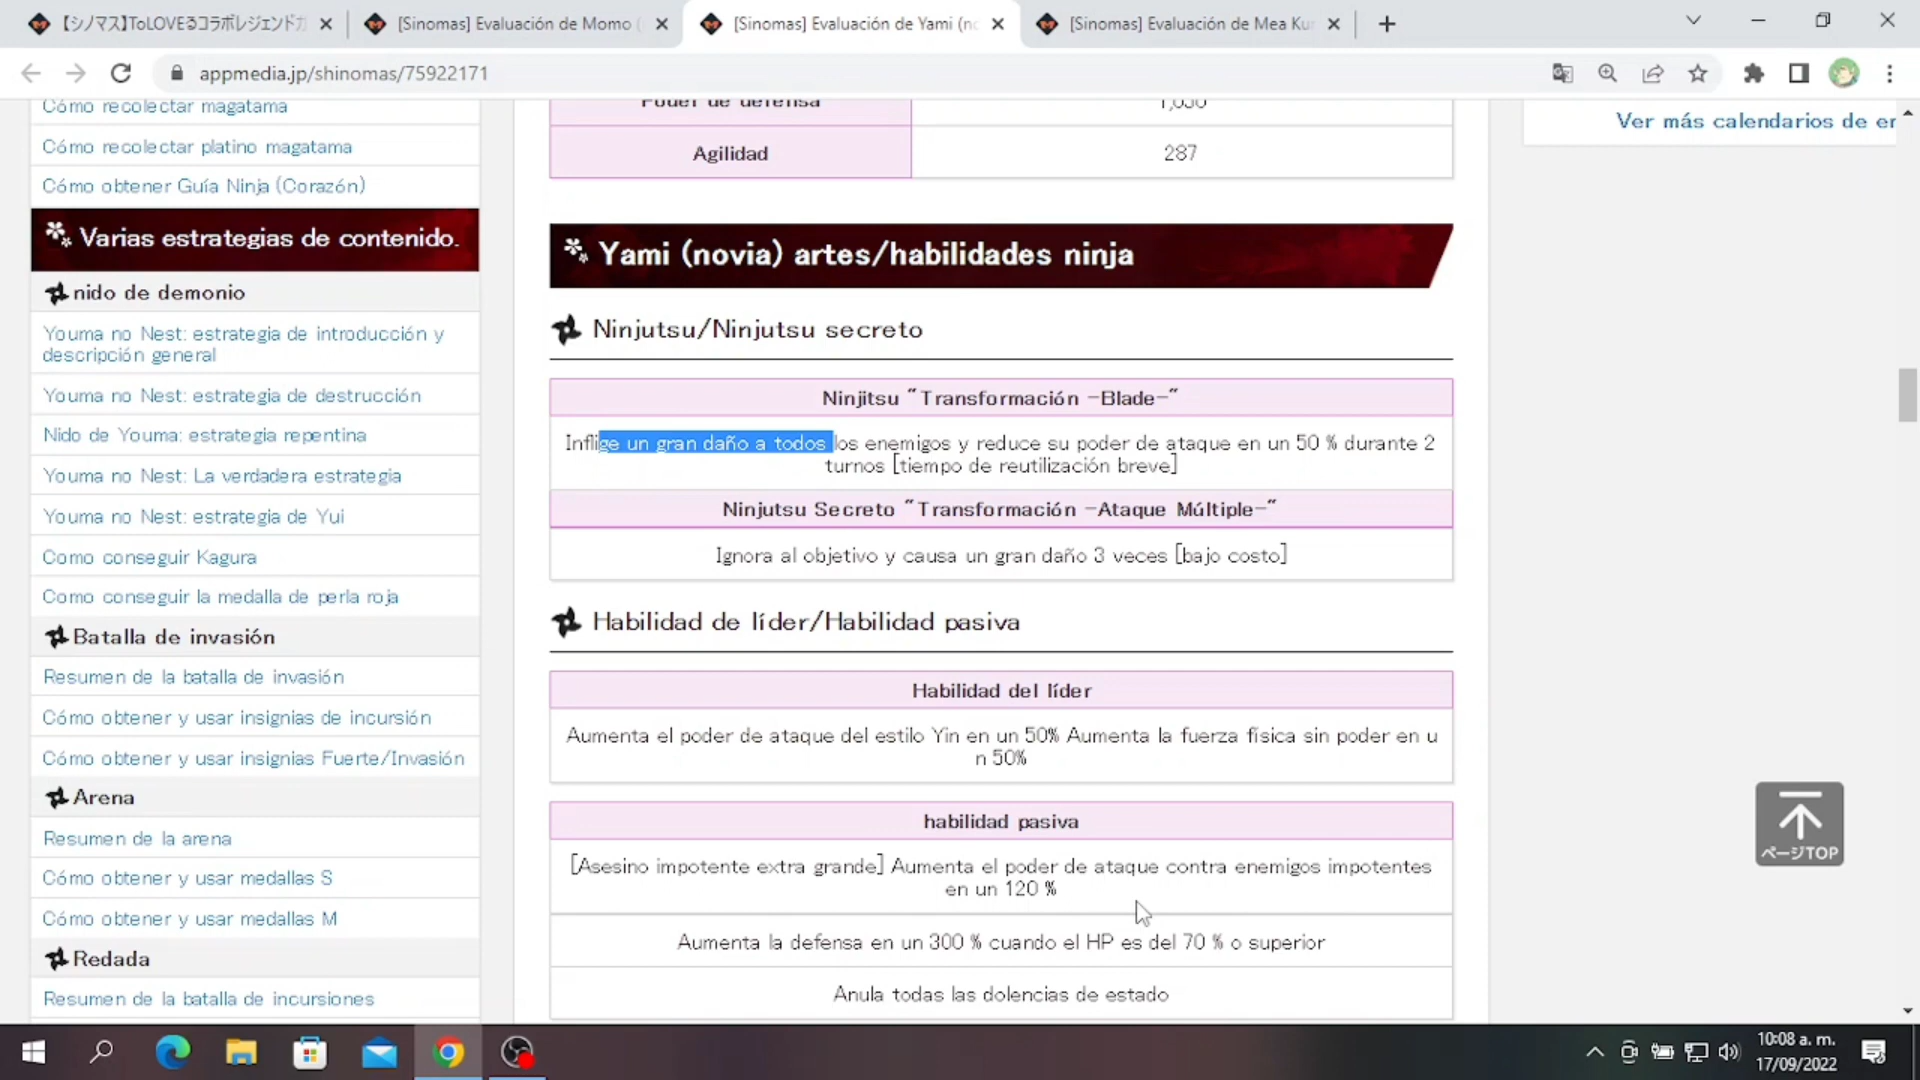 【シノマス】ToLOVEるコラボレジェンドガ
[Sinomas] Evaluación de Momo (
[Sinomas] Evaluación de Yami (no
[Sinomas] Evaluación de Mea Kur
appmedia.jp/shinomas/75922171
Cómo recolectar magatama
Cómo recolectar platino magatama
Cómo obtener Guía Ninja (Corazón)
Varias estrategias de contenido.
nido de demonio
Youma no Nest: estrategia de introducción y
descripción general
Youma no Nest: estrategia de destrucción
Nido de Youma: estrategia repentina
Youma no Nest: La verdadera estrategia
Youma no Nest: estrategia de Yui
Como conseguir Kagura
Como conseguir la medalla de perla roja
Batalla de invasión
Resumen de la batalla de invasión
Cómo obtener y usar insignias de incursión
Cómo obtener y usar insignias Fuerte/Invasión
Arena
Resumen de la arena
Cómo obtener y usar medallas S
Cómo obtener y usar medallas M
Redada
Resumen de la batalla de incursiones
Poder de defensa
Agilidad
287
Yami (novia) artes/habilidades ninja
Ninjutsu/Ninjutsu secreto
Ninjitsu "Transformación -Blade-"
Inflige un gran daño a todos los enemigos y reduce su poder de ataque en un 50 % durante 2
turnos [tiempo de reutilización breve]
Ninjutsu Secreto "Transformación -Ataque Múltiple-"
Ignora al objetivo y causa un gran daño 3 veces [bajo costo]
Habilidad de líder/Habilidad pasiva
Habilidad del líder
Aumenta el poder de ataque del estilo Yin en un 50% Aumenta la fuerza física sin poder en u
n 50%
habilidad pasiva
[Asesino impotente extra grande] Aumenta el poder de ataque contra enemigos impotentes
en un 120 %
Aumenta la defensa en un 300 % cuando el HP es del 70 % o superior
Anula todas las dolencias de estado
Ver más calendarios de er
ページTOP
10:08 a. m.
17/09/2022